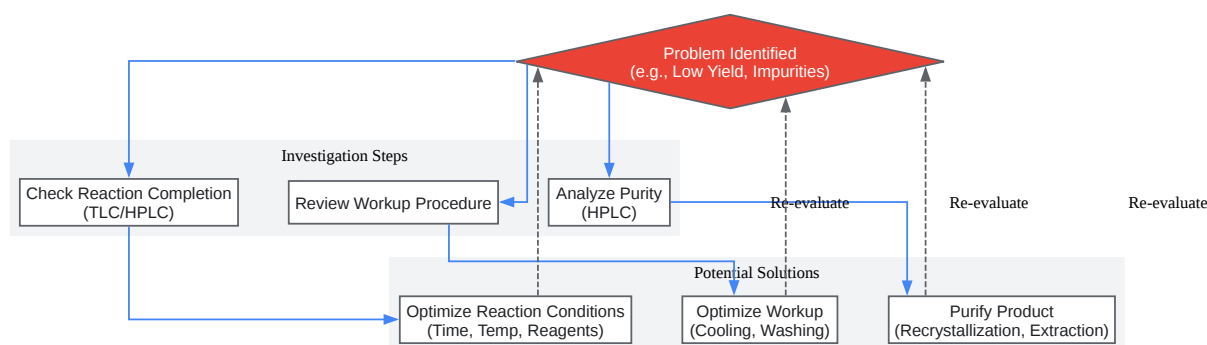 Problem Identified
(e.g., Low Yield, Impurities)
Investigation Steps
Check Reaction Completion
(TLC/HPLC)
Review Workup Procedure
Analyze Purity
(HPLC)
Re-evaluate
Re-evaluate
Re-evaluate
Potential Solutions
Optimize Reaction Conditions
(Time, Temp, Reagents)
Optimize Workup
(Cooling, Washing)
Purify Product
(Recrystallization, Extraction)